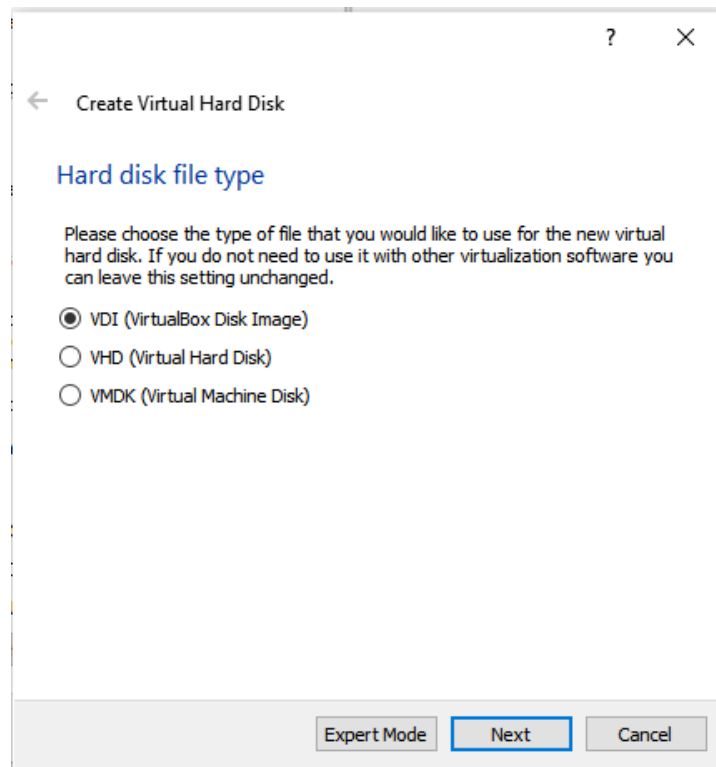 ?
Create Virtual Hard Disk
Hard disk file type
Please choose the type of file that you would like to use for the new virtual
hard disk. If you do not need to use it with other virtualization software you
can leave this setting unchanged.
VDI (VirtualBox Disk Image)
VHD (Virtual Hard Disk)
VMDK (Virtual Machine Disk)
Expert Mode Next Cancel